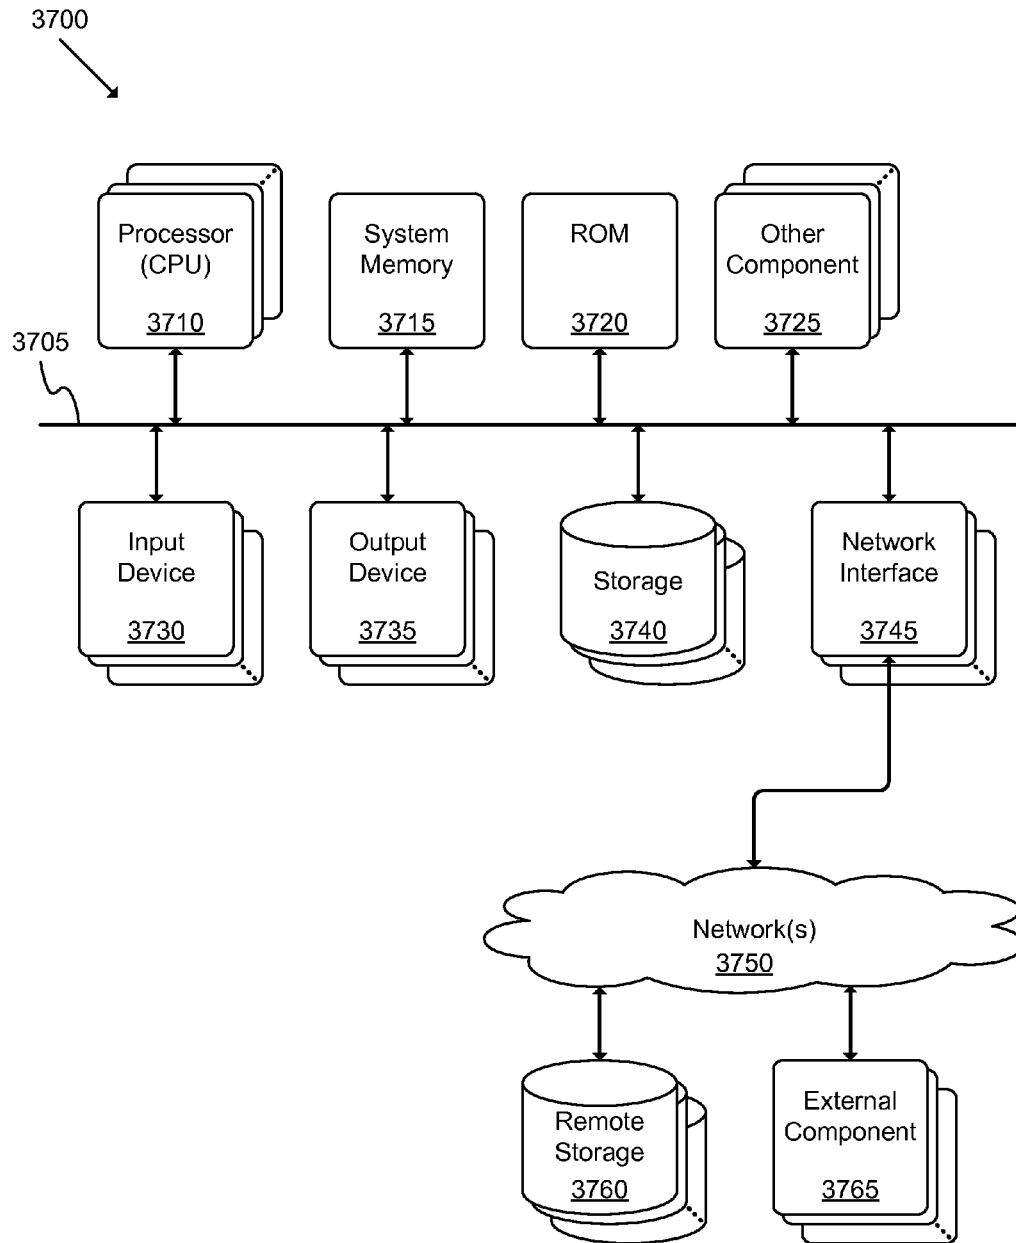 3700
Processor
(CPU)
3710
System
Memory
3715
ROM
3720
Other
Component
3725
3705
Input
Device
3730
Output
Device
3735
Storage
3740
Network
Interface
3745
Network(s)
3750
Remote
Storage
3760
External
Component
3765